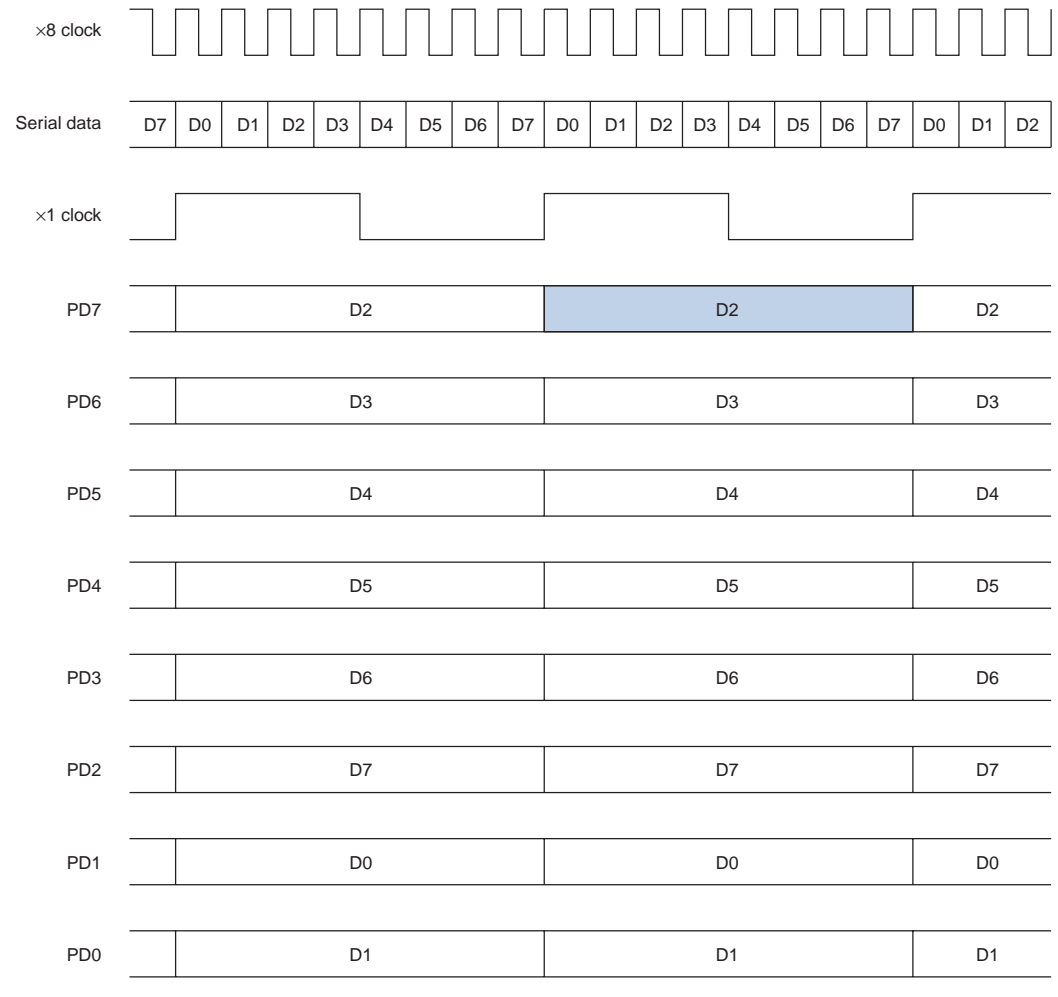 ×8 clock
Serial data D7 D0 D1 D2 D3 D4 D5 D6 D7 D0 D1 D2 D3 D4 D5 D6 D7 D0 D1 D2
×1 clock
PD7 D2 D2 D2
PD6 D3 D3 D3
PD5 D4 D4 D4
PD4 D5 D5 D5
PD3 D6 D6 D6
PD2 D7 D7 D7
PD1 D0 D0 D0
PD0 D1 D1 D1